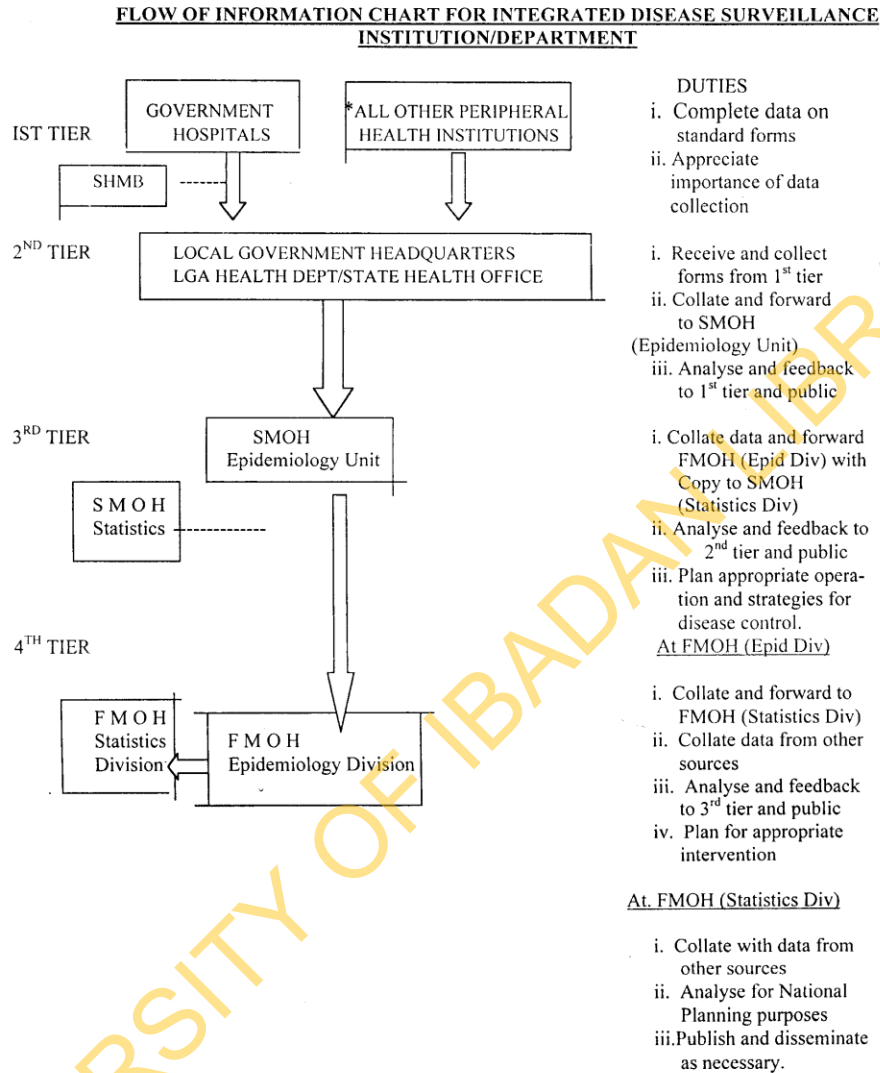 FLOW OF INFORMATION CHART FOR INTEGRATED DISEASE SURVEILLANCE
INSTITUTION/DEPARTMENT
IST TIER
GOVERNMENT
HOSPITALS
*ALL OTHER PERIPHERAL
HEALTH INSTITUTIONS
SHMB
DUTIES
i. Complete data on
standard forms
ii. Appreciate
importance of data
collection
2ND TIER
LOCAL GOVERNMENT HEADQUARTERS
LGA HEALTH DEPT/STATE HEALTH OFFICE
i. Receive and collect
forms from 1st tier
ii. Collate and forward
to SMOH
(Epidemiology Unit)
iii. Analyse and feedback
to 1st tier and public
3RD TIER
SMOH
Epidemiology Unit
S M O H
Statistics
i. Collate data and forward
FMOH (Epid Div) with
Copy to SMOH
(Statistics Div)
ii. Analyse and feedback to
2nd tier and public
iii. Plan appropriate opera-
tion and strategies for
disease control.
4TH TIER
F M O H
Statistics
Division
F M O H
Epidemiology Division
At FMOH (Epid Div)
i. Collate and forward to
FMOH (Statistics Div)
ii. Collate data from other
sources
iii. Analyse and feedback
to 3rd tier and public
iv. Plan for appropriate
intervention
At. FMOH (Statistics Div)
i. Collate with data from
other sources
ii. Analyse for National
Planning purposes
iii.Publish and disseminate
as necessary.
ERSITY OF IBADAN LIBR